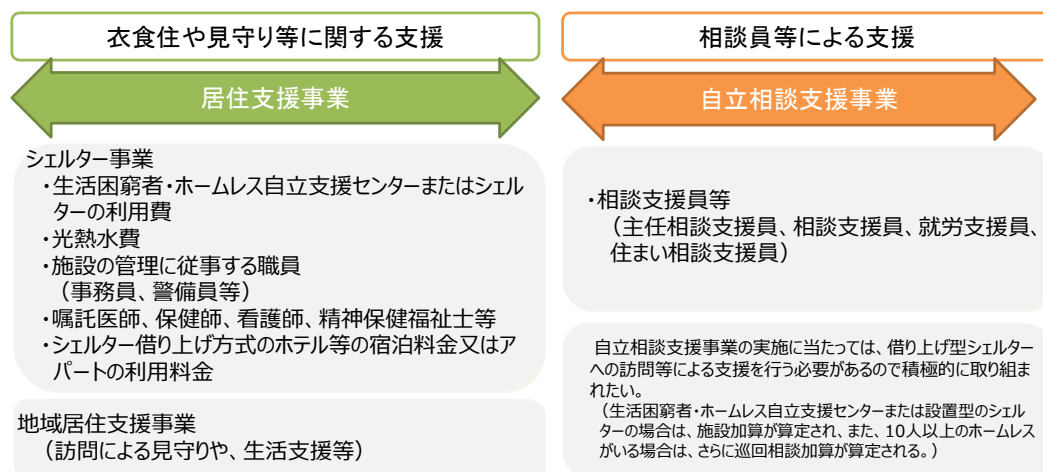 衣食住や見守り等に関する支援
居住支援事業
シェルター事業
・生活困窮者・ホームレス自立支援センターまたはシェル
ターの利用費
・光熱水費
・施設の管理に従事する職員
（事務員、警備員等）
・嘱託医師、保健師、看護師、精神保健福祉士等
・シェルター借り上げ方式のホテル等の宿泊料金又はア
パートの利用料金
地域居住支援事業
（訪問による見守りや、生活支援等）
相談員等による支援
自立相談支援事業
・相談支援員等
（主任相談支援員、相談支援員、就労支援員、
住まい相談支援員）
自立相談支援事業の実施に当たっては、借り上げ型シェルター
への訪問等による支援を行う必要があるので積極的に取り組ま
れたい。
（生活困窮者・ホームレス自立支援センターまたは設置型のシェル
ターの場合は、施設加算が算定され、また、10人以上のホームレス
がいる場合は、さらに巡回相談加算が算定される。）